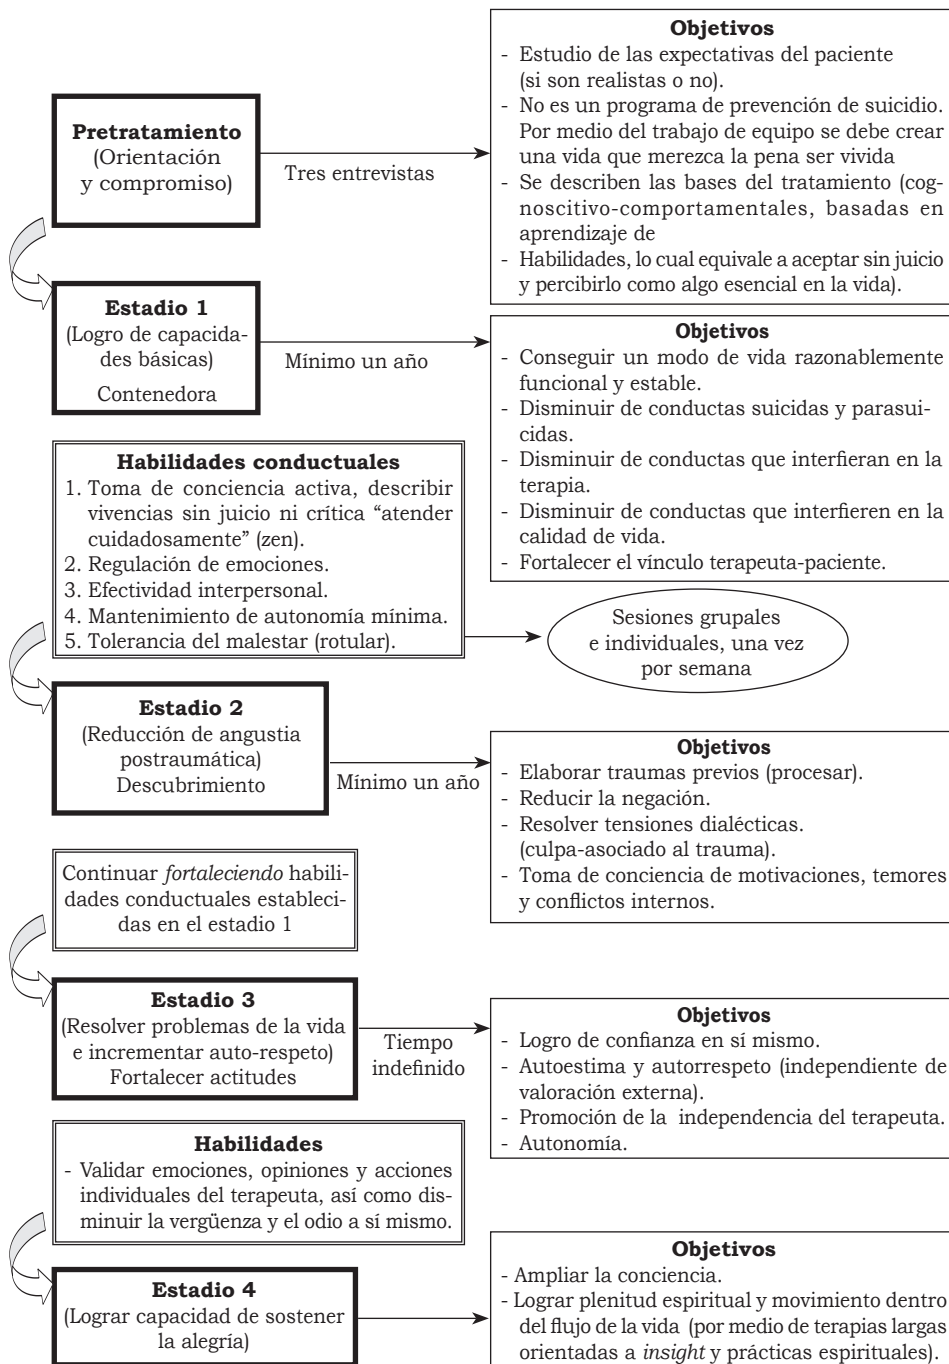 Pretratamiento
(Orientación
y compromiso)
Tres entrevistas
Objetivos
- Estudio de las expectativas del paciente
(si son realistas o no).
- No es un programa de prevención de suicidio.
Por medio del trabajo de equipo se debe crear
una vida que merezca la pena ser vivida
- Se describen las bases del tratamiento (cog-
noscitivo-comportamentales, basadas en
aprendizaje de
- Habilidades, lo cual equivale a aceptar sin juicio
y percibirlo como algo esencial en la vida).
Estadio 1
(Logro de capacida-
des básicas)
Contenedora
Mínimo un año
Objetivos
- Conseguir un modo de vida razonablemente
funcional y estable.
- Disminuir de conductas suicidas y parasui-
cidas.
- Disminuir de conductas que interfieran en la
terapia.
- Disminuir de conductas que interfieren en la
calidad de vida.
- Fortalecer el vínculo terapeuta-paciente.
Habilidades conductuales
1. Toma de conciencia activa, describir
vivencias sin juicio ni crítica “atender
cuidadosamente” (zen).
2. Regulación de emociones.
3. Efectividad interpersonal.
4. Mantenimiento de autonomía mínima.
5. Tolerancia del malestar (rotular).
Sesiones grupales
e individuales, una vez
por semana
Estadio 2
(Reducción de angustia
postraumática)
Descubrimiento
Mínimo un año
Objetivos
- Elaborar traumas previos (procesar).
- Reducir la negación.
- Resolver tensiones dialécticas.
(culpa-asociado al trauma).
- Toma de conciencia de motivaciones, temores
y conflictos internos.
Continuar fortaleciendo habili-
dades conductuales estableci-
das en el estadio 1
Estadio 3
(Resolver problemas de la vida
e incrementar auto-respeto)
Fortalecer actitudes
Tiempo
indefinido
Objetivos
- Logro de confianza en sí mismo.
- Autoestima y autorrespeto (independiente de
valoración externa).
- Promoción de la independencia del terapeuta.
- Autonomía.
Habilidades
- Validar emociones, opiniones y acciones
individuales del terapeuta, así como dis-
minuir la vergüenza y el odio a sí mismo.
Estadio 4
(Lograr capacidad de sostener
la alegría)
Objetivos
- Ampliar la conciencia.
- Lograr plenitud espiritual y movimiento dentro
del flujo de la vida (por medio de terapias largas
orientadas a insight y prácticas espirituales).